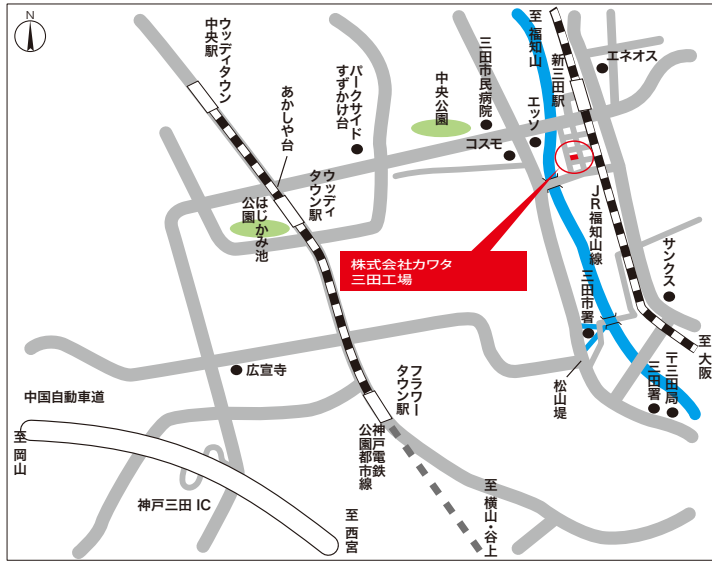 N
ウッディタウン
中央駅
あかしや台
パークサイド
すずかけ台
中央公園
三田市民病院
コスモ
エッソ
至 福知山
新三田駅
エネオス
ウッディ
タウン駅
はじかみ池
公園
JR福知山線
株式会社カワタ
三田工場
サンクス
三田市署
至 大阪
広宣寺
フラワー
タウン駅
松山堤
〒三田局
三田署
中国自動車道
至 岡山
神戸電鉄
公園都市線
神戸三田 IC
至 西宮
至 横山・谷上